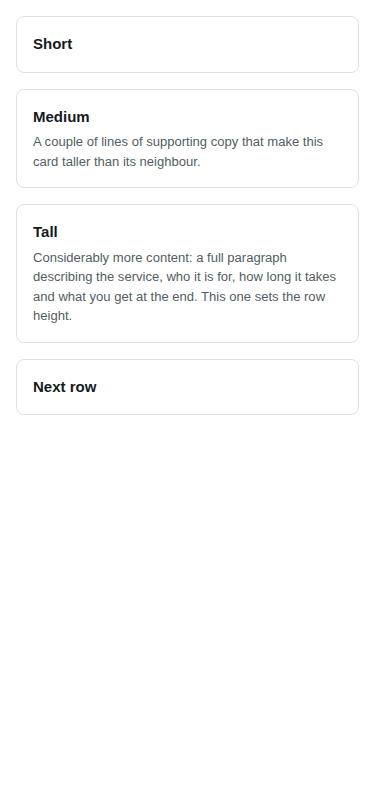 Short
Medium
A couple of lines of supporting copy that make this
card taller than its neighbour.
Tall
Considerably more content: a full paragraph
describing the service, who it is for, how long it takes
and what you get at the end. This one sets the row
height.
Next row